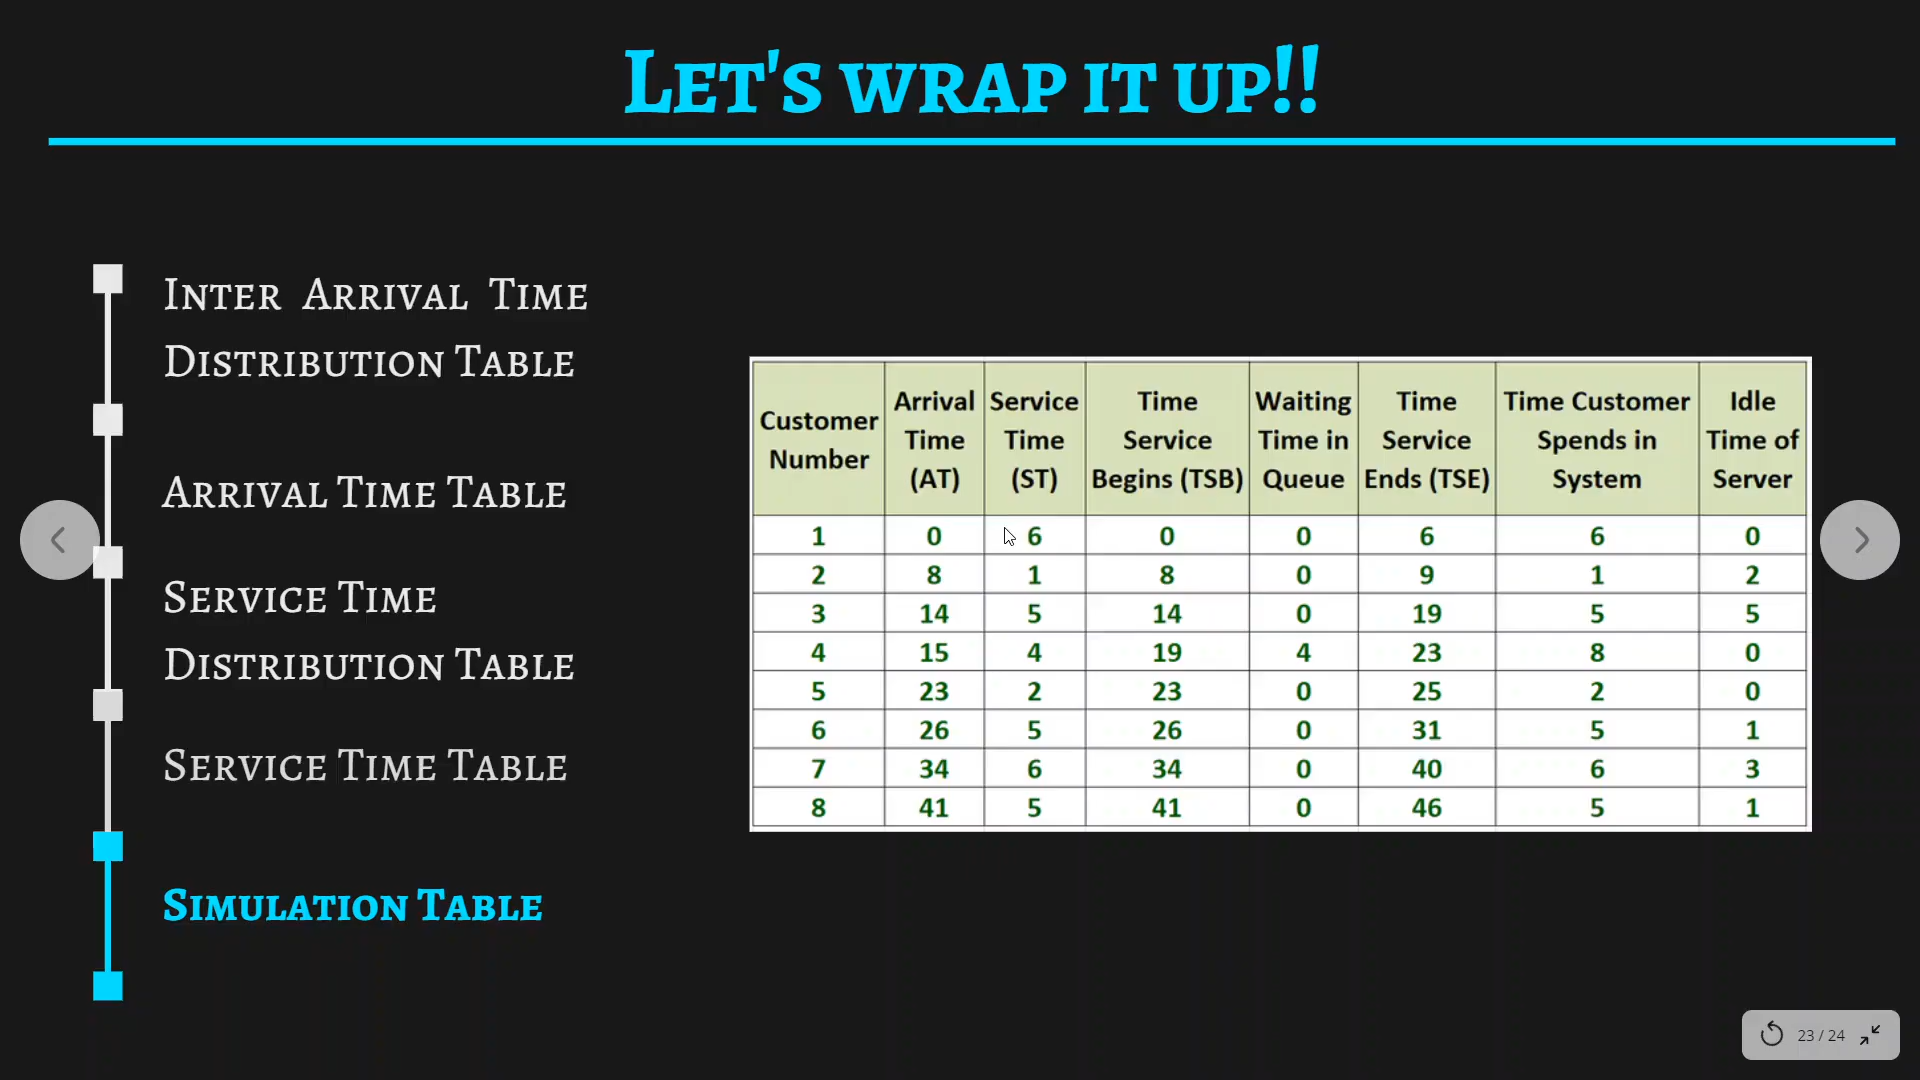 Let's wrap it up!!
Inter Arrival Time
Distribution Table
Arrival Time Table
Service Time
Distribution Table
Service Time Table
Simulation Table
Customer Number | Arrival Time (AT) | Service Time (ST) | Time Service Begins (TSB) | Waiting Time in Queue | Time Service Ends (TSE) | Time Customer Spends in System | Idle Time of Server
1 0 6 0 0 6 6 0
2 8 1 8 0 9 1 2
3 14 5 14 0 19 5 5
4 15 4 19 4 23 8 0
5 23 2 23 0 25 2 0
6 26 5 26 0 31 5 1
7 34 6 34 0 40 6 3
8 41 5 41 0 46 5 1
23 / 24